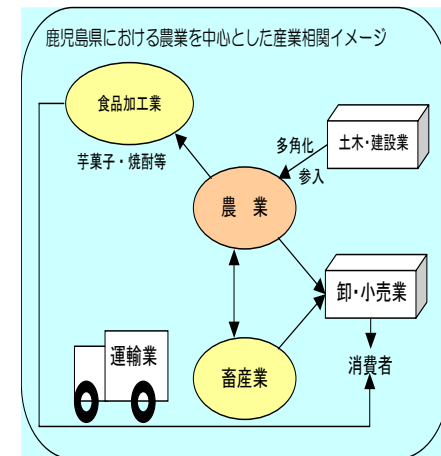 鹿児島県における農業を中心とした産業相関イメージ
食品加工業
芋菓子・焼酎等
多角化
参入
土木・建設業
農　業
卸・小売業
運輸業
畜産業
消費者